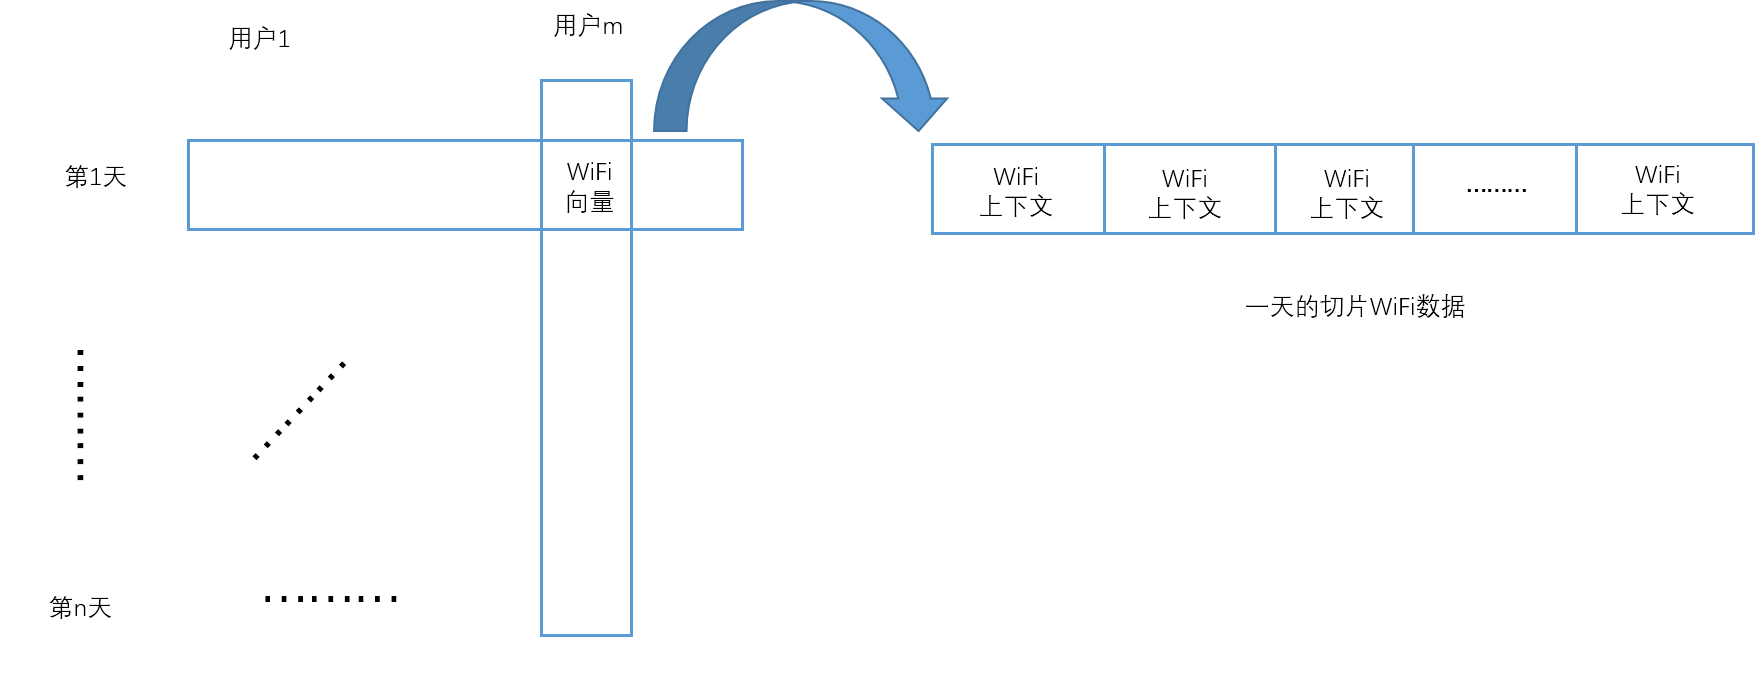 用户1
用户m
第1天
WiFi
向量
WiFi
上下文
WiFi
上下文
WiFi
上下文
………
WiFi
上下文
一天的切片WiFi数据
第n天
………